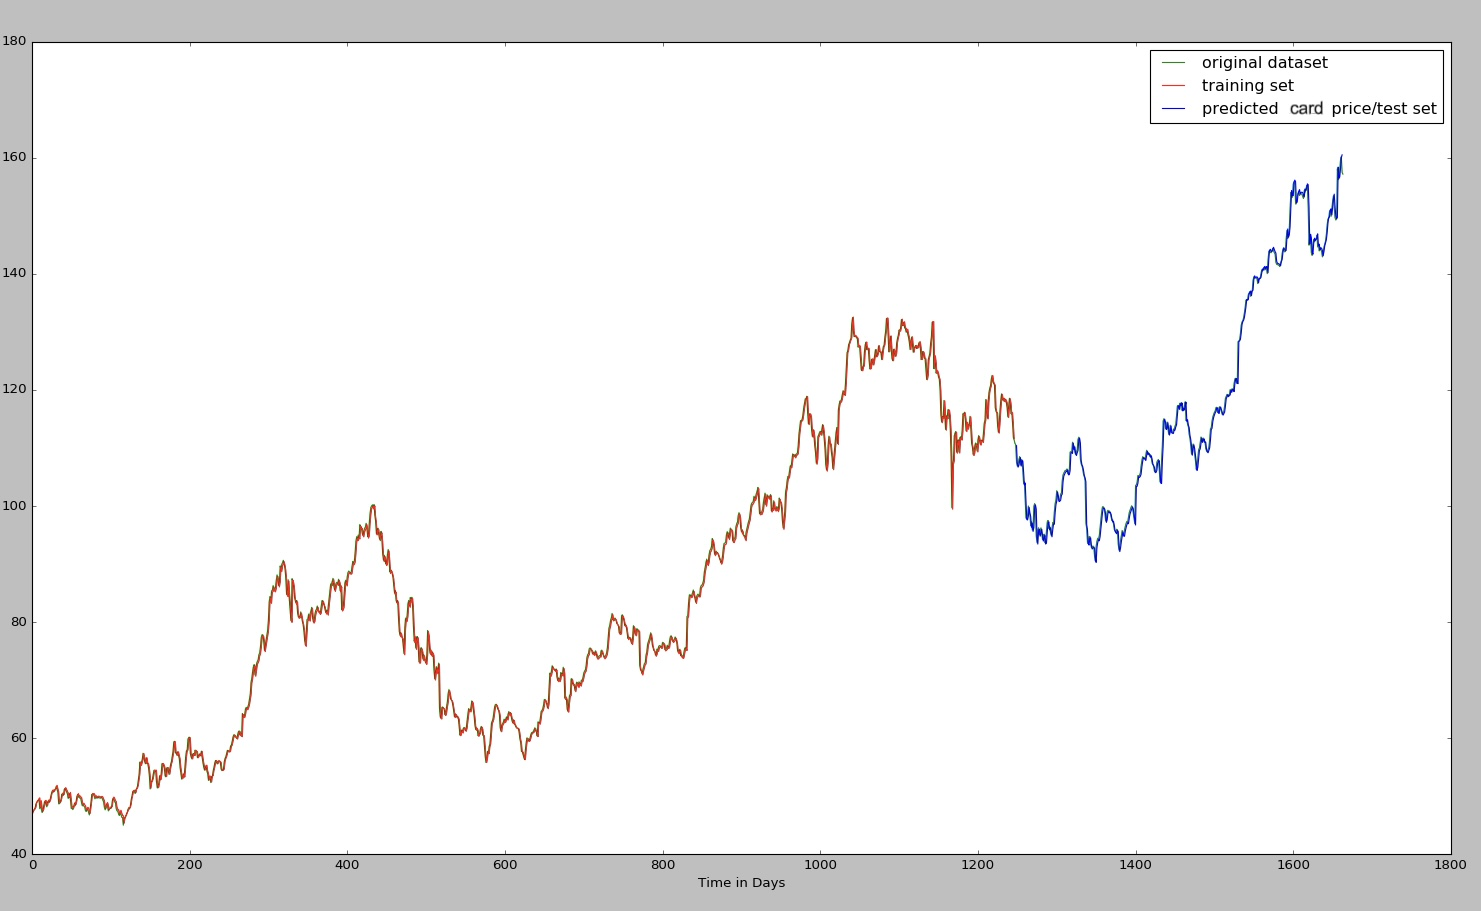 180
original dataset
training set
predicted card price/test set
160
140
120
100
80
60
40
0 200 400 600 800 1000 1200 1400 1600 1800
Time in Days